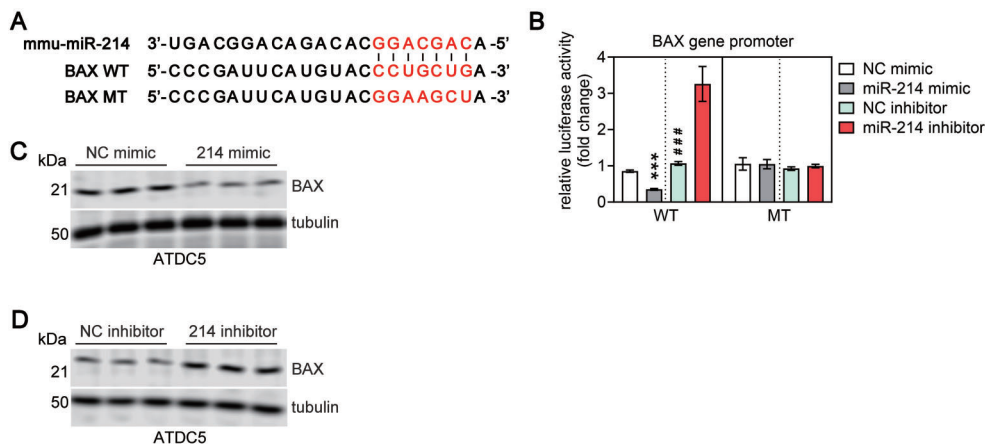 A
mmu-miR-214 3'-UGACGGACAGACACGGACGACA-5'
BAX WT 5'-CCCGAUUCAUGUACCCUGCUGA-3'
BAX MT 5'-CCCGAUUCAUGUACGGAAGCUA-3'
B
BAX gene promoter
relative luciferase activity
(fold change)
4
3
2
1
0
***
###
WT MT
NC mimic
miR-214 mimic
NC inhibitor
miR-214 inhibitor
C
kDa NC mimic 214 mimic
21 BAX
50 tubulin
ATDC5
D
kDa NC inhibitor 214 inhibitor
21 BAX
50 tubulin
ATDC5